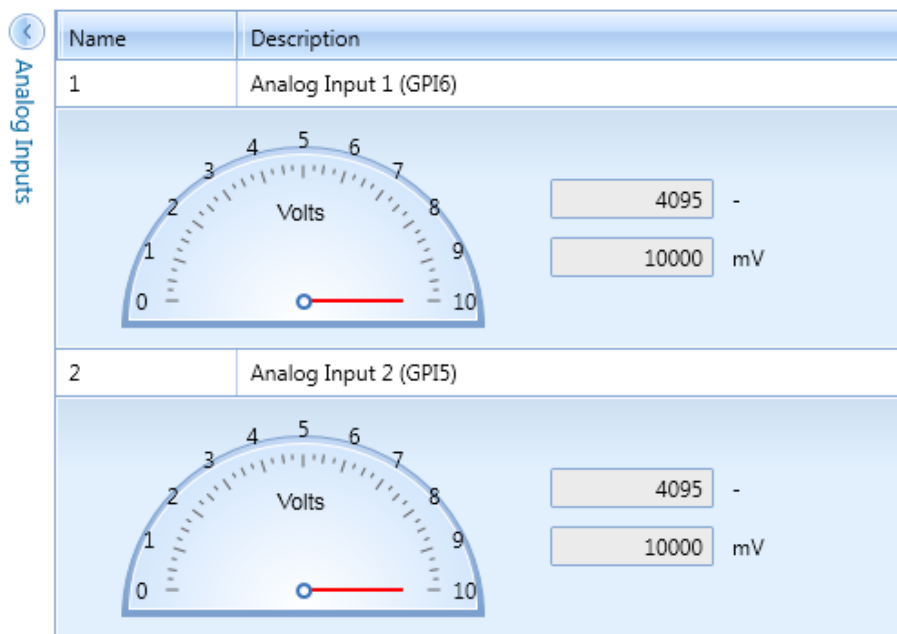 Analog Inputs
Name Description
1 Analog Input 1 (GPI6)
0 1 2 3 4 5 6 7 8 9 10
Volts
4095 -
10000 mV
2 Analog Input 2 (GPI5)
0 1 2 3 4 5 6 7 8 9 10
Volts
4095 -
10000 mV